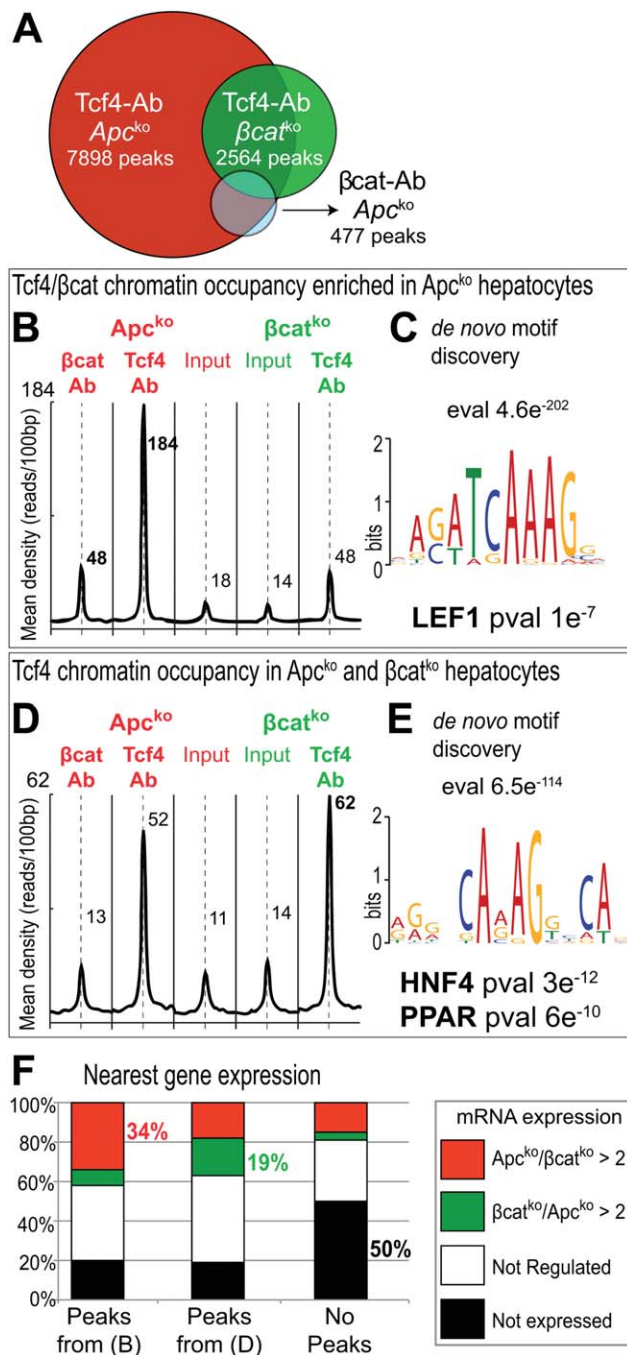 A
Tcf4-Ab
Apcᵏᵒ
7898 peaks
Tcf4-Ab
βcatᵏᵒ
2564 peaks
βcat-Ab
Apcᵏᵒ
477 peaks
Tcf4/βcat chromatin occupancy enriched in Apcᵏᵒ hepatocytes
B
Apcᵏᵒ
βcatᵏᵒ
βcat
Ab
Tcf4
Ab
Input
Input
Tcf4
Ab
184
Mean density (reads/100bp)
48
184
18
14
48
C
de novo motif
discovery
eval 4.6e⁻²⁰²
2
1
0
bits
LEF1 pval 1e⁻⁷
Tcf4 chromatin occupancy in Apcᵏᵒ and βcatᵏᵒ hepatocytes
D
Apcᵏᵒ
βcatᵏᵒ
βcat
Ab
Tcf4
Ab
Input
Input
Tcf4
Ab
62
Mean density (reads/100bp)
13
52
11
14
62
E
de novo motif
discovery
eval 6.5e⁻¹¹⁴
2
1
0
bits
HNF4 pval 3e⁻¹²
PPAR pval 6e⁻¹⁰
F
Nearest gene expression
100%
80%
60%
40%
20%
0%
34%
19%
50%
Peaks
from (B)
Peaks
from (D)
No
Peaks
mRNA expression
Apcᵏᵒ/βcatᵏᵒ > 2
βcatᵏᵒ/Apcᵏᵒ > 2
Not Regulated
Not expressed